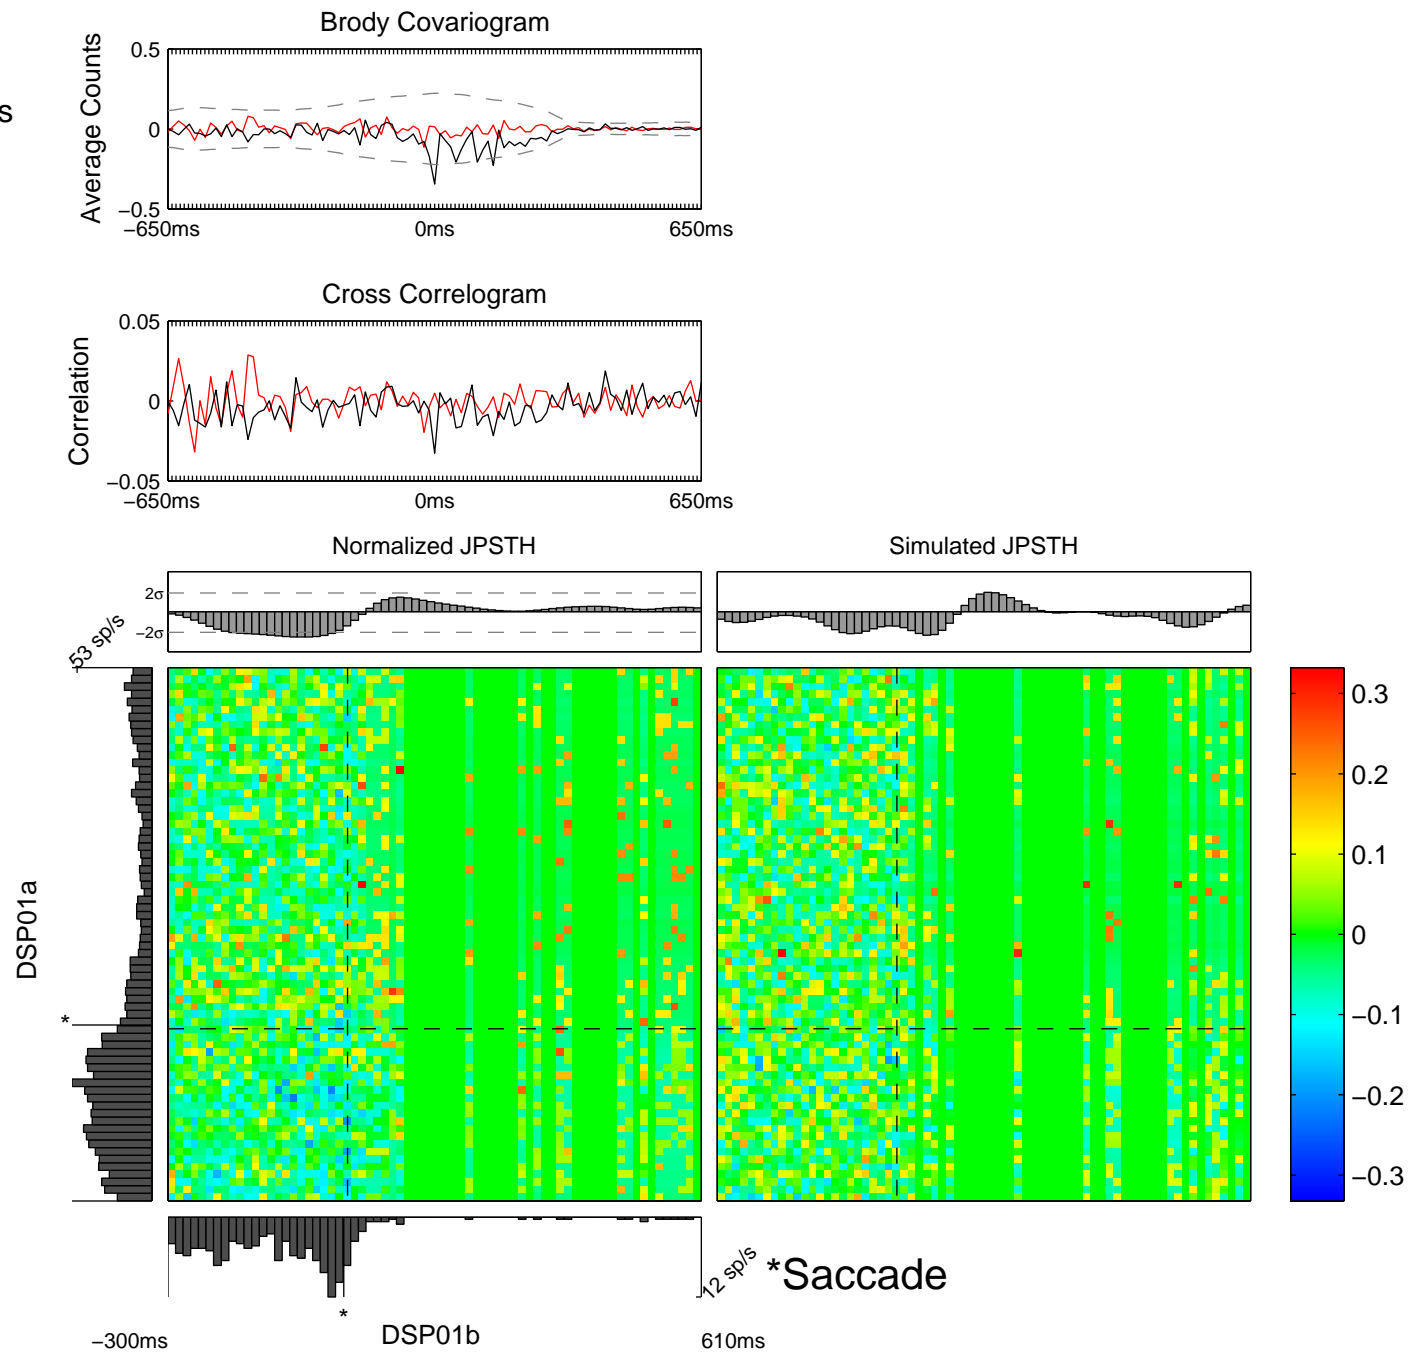 Brody Covariogram
0.5
0
−0.5
Average Counts
s
−650ms 0ms 650ms
Cross Correlogram
0.05
0
−0.05
Correlation
−650ms 0ms 650ms
Normalized JPSTH Simulated JPSTH
2σ
−2σ
53 sp/s
DSP01a
*
0.3
0.2
0.1
0
−0.1
−0.2
−0.3
12 sp/s
*Saccade
*
−300ms DSP01b 610ms